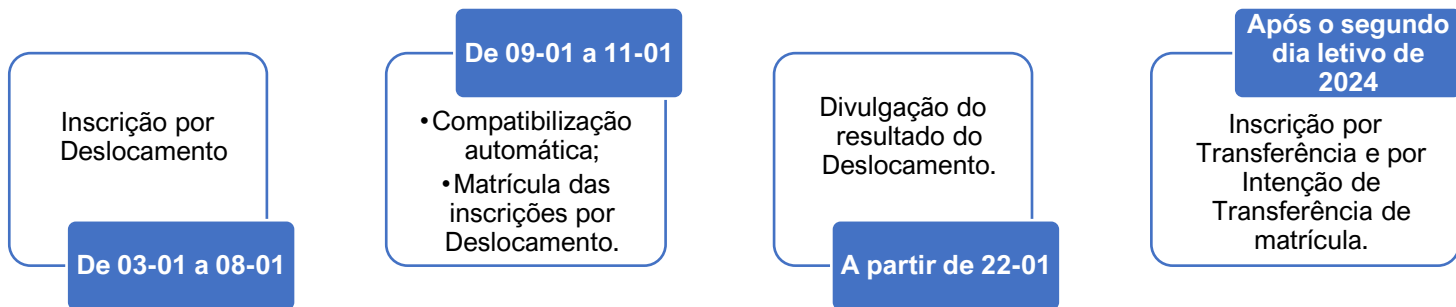 Inscrição por
Deslocamento
De 03-01 a 08-01
De 09-01 a 11-01
•Compatibilização
automática;
•Matrícula das
inscrições por
Deslocamento.
Divulgação do
resultado do
Deslocamento.
A partir de 22-01
Após o segundo
dia letivo de
2024
Inscrição por
Transferência e por
Intenção de
Transferência de
matrícula.